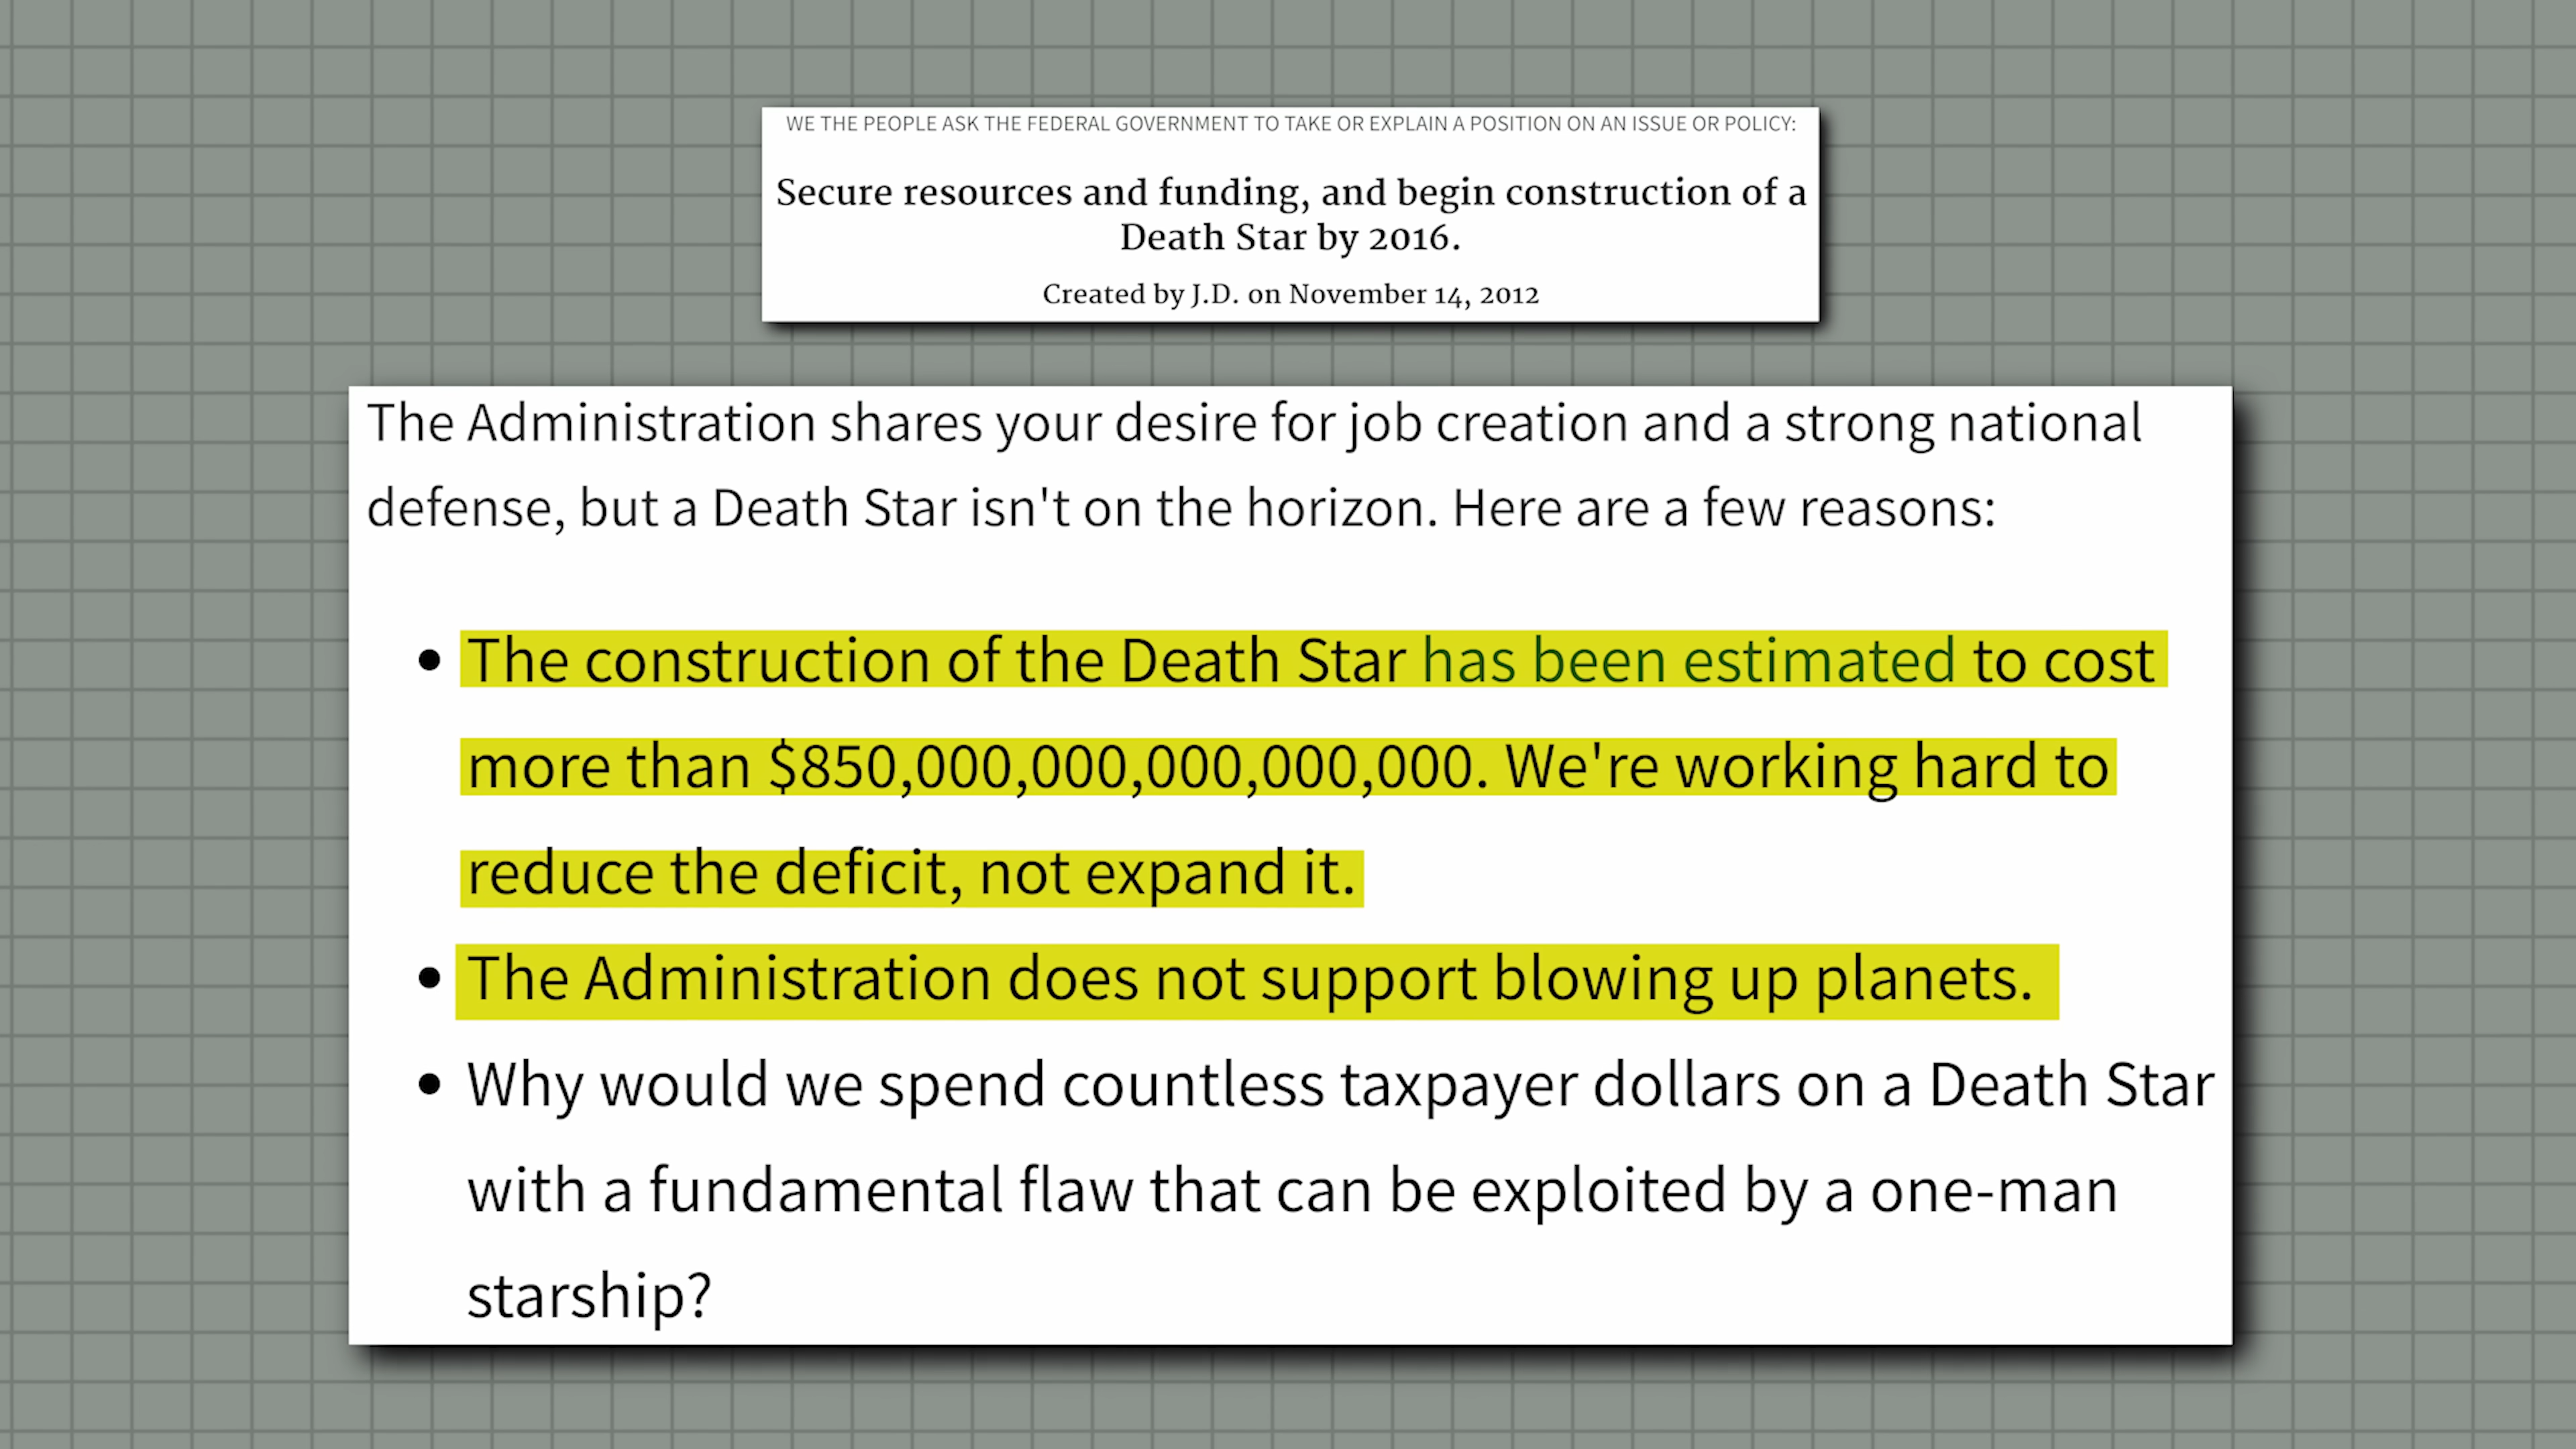 WE THE PEOPLE ASK THE FEDERAL GOVERNMENT TO TAKE OR EXPLAIN A POSITION ON AN ISSUE OR POLICY:
Secure resources and funding, and begin construction of a
Death Star by 2016.
Created by J.D. on November 14, 2012
The Administration shares your desire for job creation and a strong national
defense, but a Death Star isn't on the horizon. Here are a few reasons:
• The construction of the Death Star has been estimated to cost
more than $850,000,000,000,000,000. We're working hard to
reduce the deficit, not expand it.
• The Administration does not support blowing up planets.
• Why would we spend countless taxpayer dollars on a Death Star
with a fundamental flaw that can be exploited by a one-man
starship?